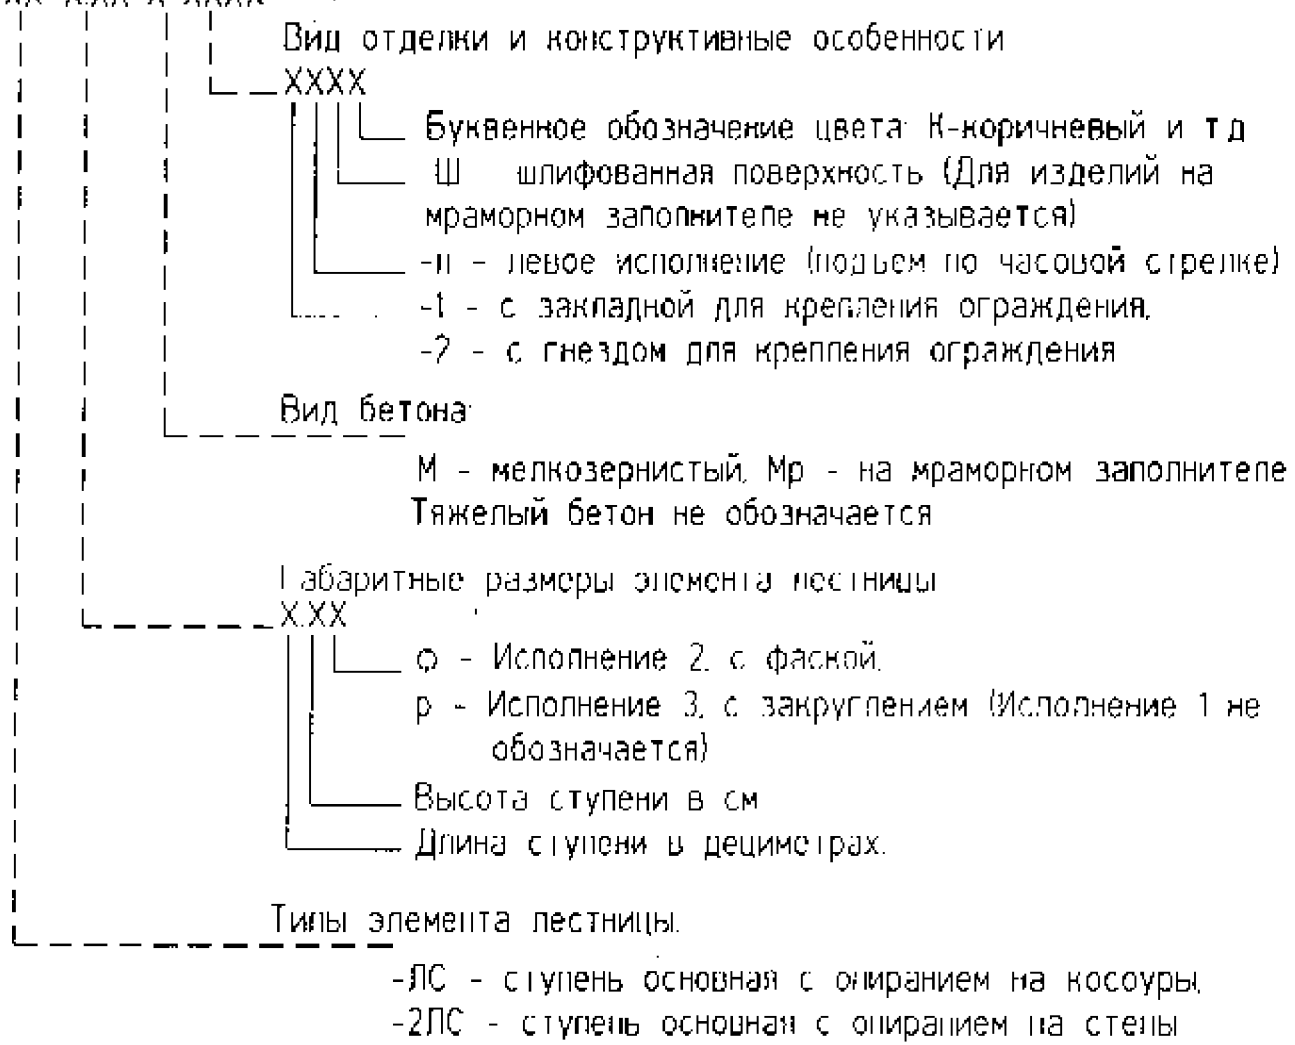 Вид отделки и конструктивные особенности
ХХХХ
Буквенное обозначение цвета: К-коричневый и т д
Ш шлифованная поверхность (Для изделий на
мраморном заполнителе не указывается)
-л - левое исполнение (подъем по часовой стрелке)
-1 - с закладной для крепления ограждения,
-2 - с гнездом для крепления ограждения
Вид бетона:
М - мелкозернистый, Мр - на мраморном заполнителе
Тяжелый бетон не обозначается
Габаритные размеры элемента лестницы
Х.ХХ
ф - Исполнение 2, с фаской,
р - Исполнение 3, с закруглением (Исполнение 1 не
обозначается)
Высота ступени в см
Длина ступени в дециметрах.
Типы элемента лестницы.
-ЛС - ступень основная с опиранием на косоуры,
-2ЛС - ступень основная с опиранием на стены